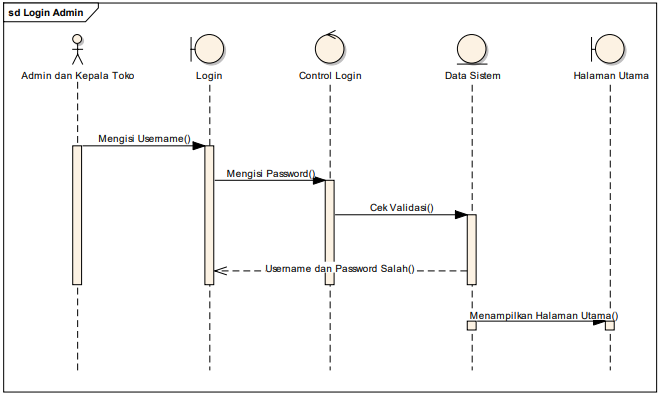 sd Login Admin
Admin dan Kepala Toko
Login
Control Login
Data Sistem
Halaman Utama
Mengisi Username()
Mengisi Password()
Cek Validasi()
Username dan Password Salah()
Menampilkan Halaman Utama()